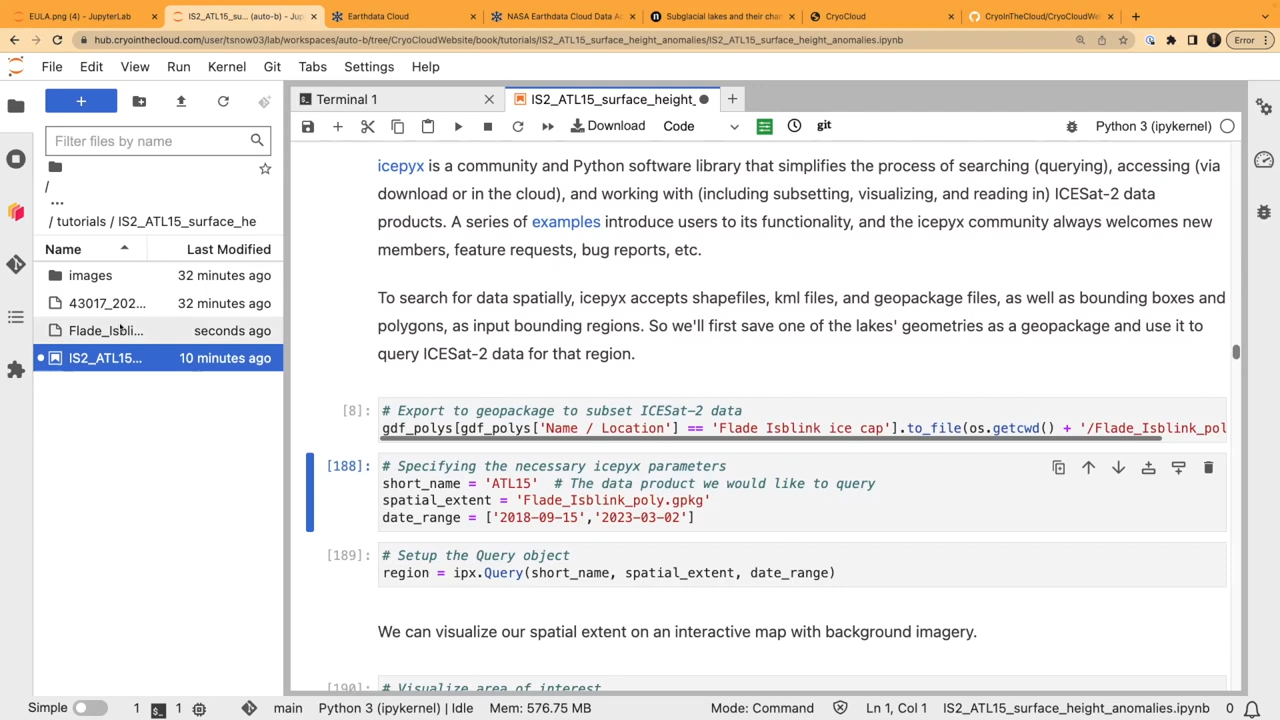 EULA.png (4) - JupyterLab
IS2_ATL15_su... (auto-b) - Jup
Earthdata Cloud
NASA Earthdata Cloud Data A
Subglacial lakes and their chan
CryoCloud
CryoInTheCloud/CryoCloudWeb
hub.cryointhecloud.com/user/tsnow03/lab/workspaces/auto-b/tree/CryoCloudWebsite/book/tutorials/IS2_ATL15_surface_height_anomalies/IS2_ATL15_surface_height_anomalies.ipynb
Error
File Edit View Run Kernel Git Tabs Settings Help
Terminal 1
IS2_ATL15_surface_height_
Download
Code
git
Python 3 (ipykernel)
Filter files by name
/
...
/ tutorials / IS2_ATL15_surface_he
Name Last Modified
images 32 minutes ago
43017_202... 32 minutes ago
Flade_Isbli... seconds ago
IS2_ATL15... 10 minutes ago
icepyx is a community and Python software library that simplifies the process of searching (querying), accessing (via
download or in the cloud), and working with (including subsetting, visualizing, and reading in) ICESat-2 data
products. A series of examples introduce users to its functionality, and the icepyx community always welcomes new
members, feature requests, bug reports, etc.
To search for data spatially, icepyx accepts shapefiles, kml files, and geopackage files, as well as bounding boxes and
polygons, as input bounding regions. So we'll first save one of the lakes' geometries as a geopackage and use it to
query ICESat-2 data for that region.
[8]: # Export to geopackage to subset ICESat-2 data
gdf_polys[gdf_polys['Name / Location'] == 'Flade Isblink ice cap'].to_file(os.getcwd() + '/Flade_Isblink_pol
[188]: # Specifying the necessary icepyx parameters
short_name = 'ATL15'  # The data product we would like to query
spatial_extent = 'Flade_Isblink_poly.gpkg'
date_range = ['2018-09-15','2023-03-02']
[189]: # Setup the Query object
region = ipx.Query(short_name, spatial_extent, date_range)
We can visualize our spatial extent on an interactive map with background imagery.
[190]: # Visualize area of interest
Simple 1 1 main Python 3 (ipykernel) | Idle Mem: 576.75 MB Mode: Command Ln 1, Col 1 IS2_ATL15_surface_height_anomalies.ipynb 0